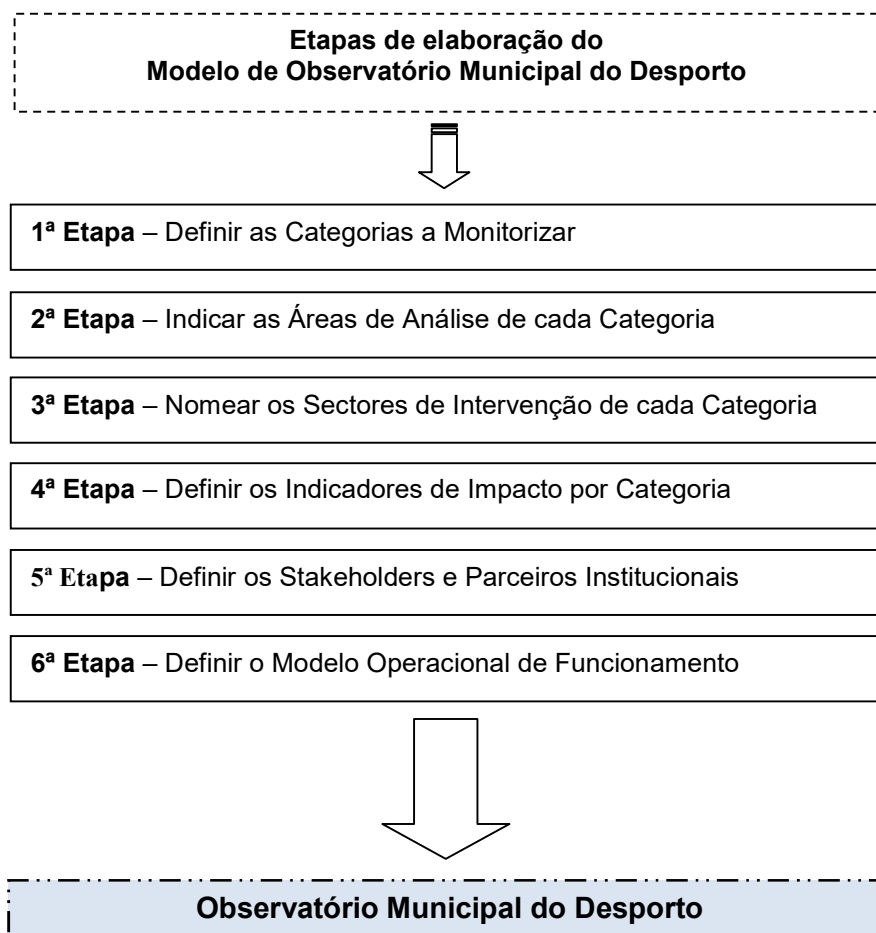 Etapas de elaboração do
Modelo de Observatório Municipal do Desporto
1ª Etapa – Definir as Categorias a Monitorizar
2ª Etapa – Indicar as Áreas de Análise de cada Categoria
3ª Etapa – Nomear os Sectores de Intervenção de cada Categoria
4ª Etapa – Definir os Indicadores de Impacto por Categoria
5ª Etapa – Definir os Stakeholders e Parceiros Institucionais
6ª Etapa – Definir o Modelo Operacional de Funcionamento
Observatório Municipal do Desporto